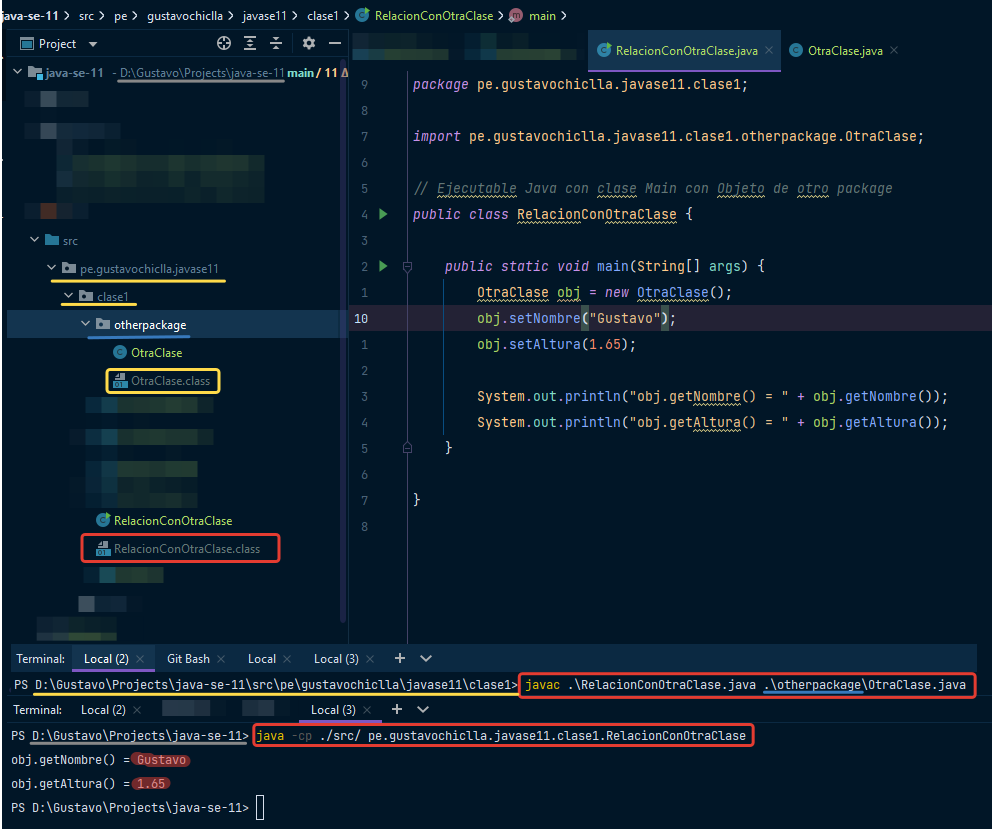 java-se-11 > src > pe > gustavochiclla > javase11 > clase1 > RelacionConOtraClase > main >
Project
RelacionConOtraClase.java × OtraClase.java ×
java-se-11 - D:\Gustavo\Projects\java-se-11 main / 11 Δ
src
pe.gustavochiclla.javase11
clase1
otherpackage
OtraClase
OtraClase.class
RelacionConOtraClase
RelacionConOtraClase.class
9 package pe.gustavochiclla.javase11.clase1;
8
7 import pe.gustavochiclla.javase11.clase1.otherpackage.OtraClase;
6
5 // Ejecutable Java con clase Main con Objeto de otro package
4 public class RelacionConOtraClase {
3
2 public static void main(String[] args) {
1 OtraClase obj = new OtraClase();
10 obj.setNombre("Gustavo");
1 obj.setAltura(1.65);
2
3 System.out.println("obj.getNombre() = " + obj.getNombre());
4 System.out.println("obj.getAltura() = " + obj.getAltura());
5 }
6
7 }
8
Terminal: Local (2) × Git Bash × Local × Local (3) × +
PS D:\Gustavo\Projects\java-se-11\src\pe\gustavochiclla\javase11\clase1> javac .\RelacionConOtraClase.java .\otherpackage\OtraClase.java
Terminal: Local (2) × Local (3) × +
PS D:\Gustavo\Projects\java-se-11> java -cp ./src/ pe.gustavochiclla.javase11.clase1.RelacionConOtraClase
obj.getNombre() = Gustavo
obj.getAltura() = 1.65
PS D:\Gustavo\Projects\java-se-11>